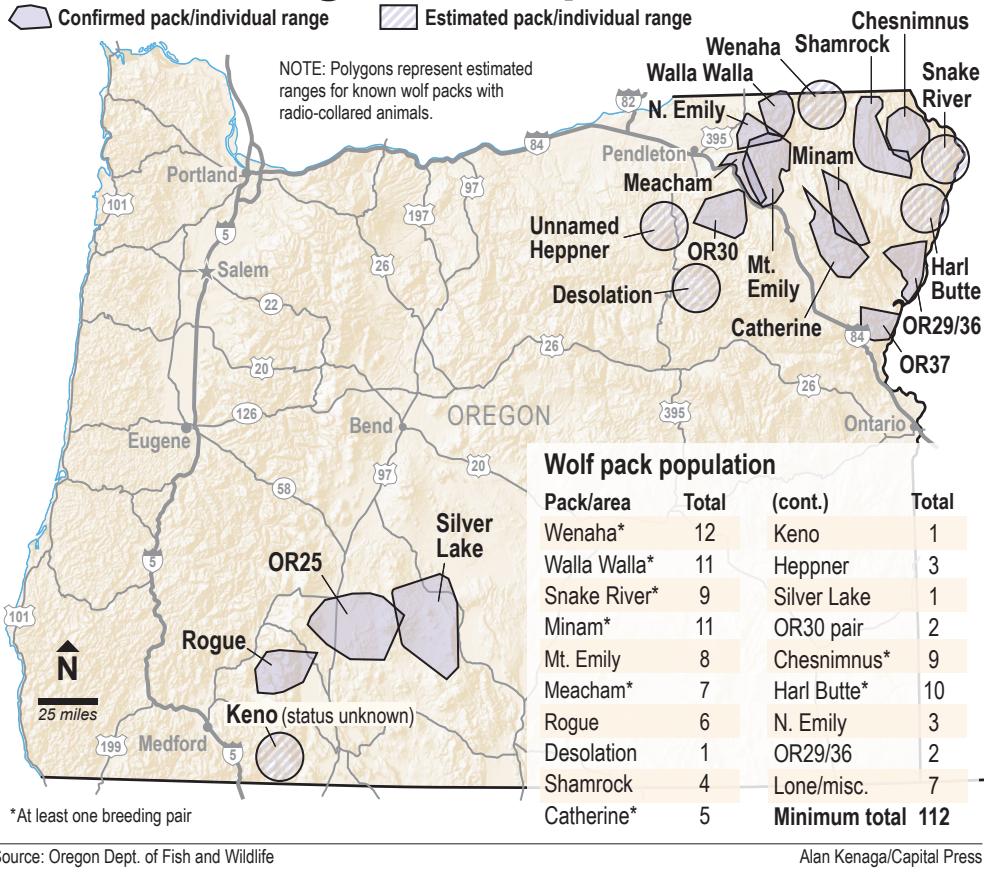 Confirmed pack/individual range
Estimated pack/individual range
NOTE: Polygons represent estimated
ranges for known wolf packs with
radio-collared animals.
Chesnimnus
Wenaha
Shamrock
Walla Walla
Snake
River
N. Emily
Minam
Meacham
Unnamed
Heppner
OR30
Mt.
Emily
Desolation
Catherine
Harl
Butte
OR29/36
OR37
82
395
84
Pendleton
Portland
101
5
97
197
26
Salem
22
20
26
84
126
Eugene
Bend
OREGON
395
26
Ontario
97
20
58
5
101
Silver
Lake
OR25
Rogue
N
25 miles
Keno (status unknown)
199
Medford
5
Wolf pack population
Pack/area Total
Wenaha* 12
Walla Walla* 11
Snake River* 9
Minam* 11
Mt. Emily 8
Meacham* 7
Rogue 6
Desolation 1
Shamrock 4
Catherine* 5
(cont.) Total
Keno 1
Heppner 3
Silver Lake 1
OR30 pair 2
Chesnimnus* 9
Harl Butte* 10
N. Emily 3
OR29/36 2
Lone/misc. 7
Minimum total 112
*At least one breeding pair
Source: Oregon Dept. of Fish and Wildlife
Alan Kenaga/Capital Press